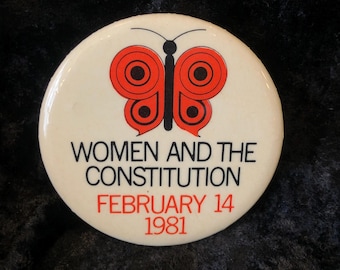 WOMEN AND THE
CONSTITUTION
FEBRUARY 14
1981